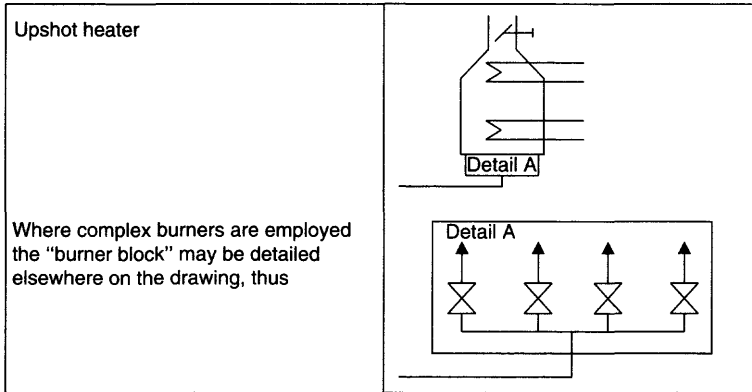 Upshot heater
Detail A
Where complex burners are employed
the "burner block" may be detailed
elsewhere on the drawing, thus
Detail A